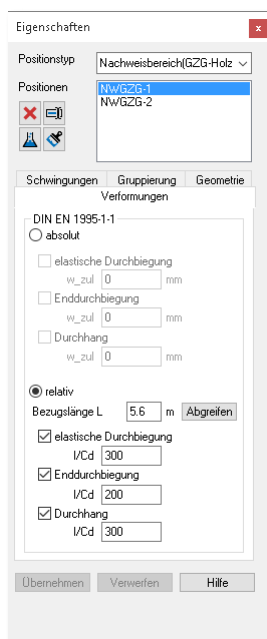 Eigenschaften
x
Positionstyp
Nachweisbereich(GZG-Holz
Positionen
NWGZG-1
NWGZG-2
Schwingungen Gruppierung Geometrie
Verformungen
DIN EN 1995-1-1
absolut
elastische Durchbiegung
w_zul 0 mm
Enddurchbiegung
w_zul 0 mm
Durchhang
w_zul 0 mm
relativ
Bezugslänge L 5.6 m Abgreifen
elastische Durchbiegung
l/Cd 300
Enddurchbiegung
l/Cd 200
Durchhang
l/Cd 300
Übernehmen Verwerfen Hilfe